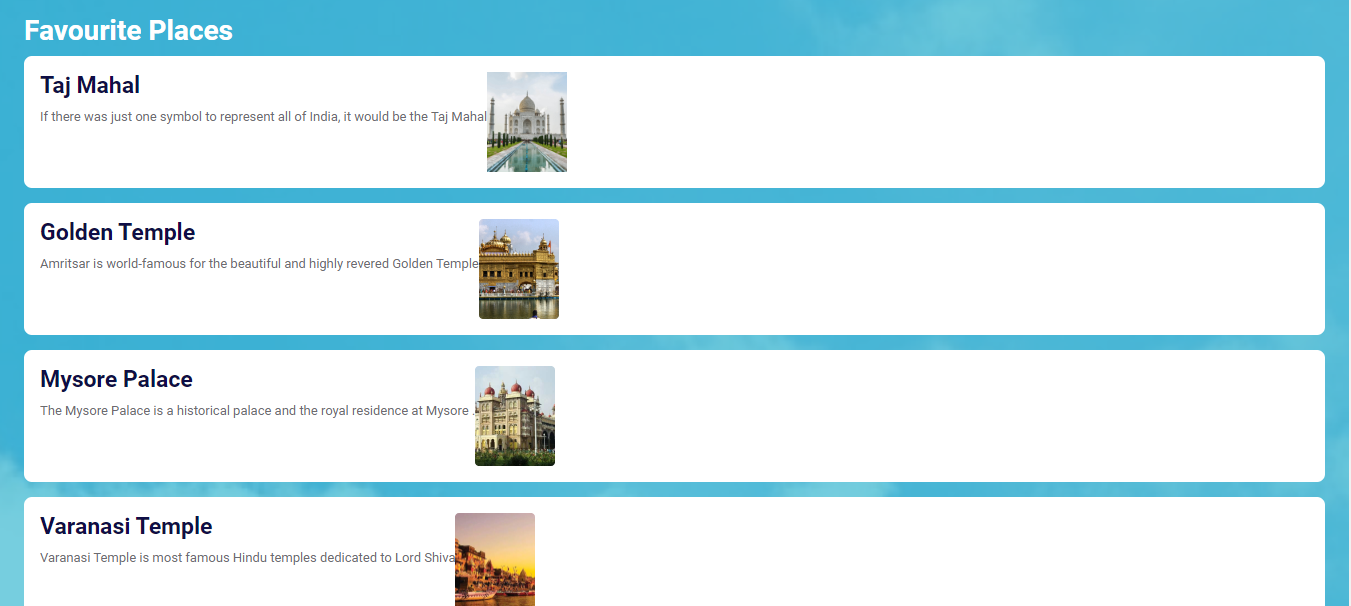 Favourite Places
Taj Mahal
If there was just one symbol to represent all of India, it would be the Taj Mahal
Golden Temple
Amritsar is world-famous for the beautiful and highly revered Golden Temple
Mysore Palace
The Mysore Palace is a historical palace and the royal residence at Mysore .
Varanasi Temple
Varanasi Temple is most famous Hindu temples dedicated to Lord Shiva